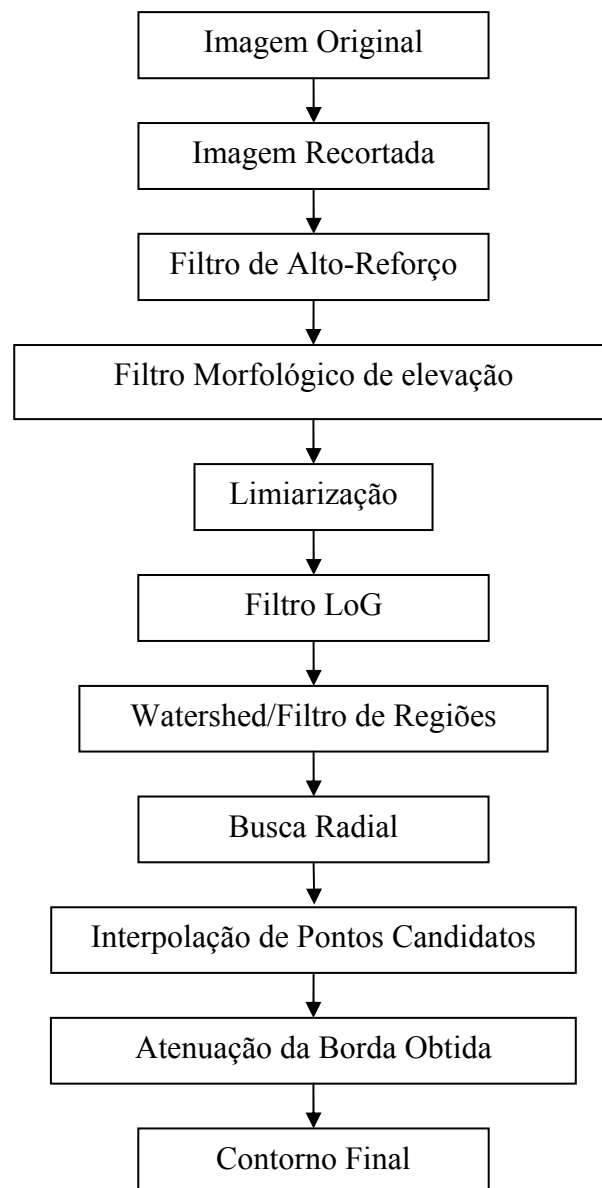 Imagem Original
Imagem Recortada
Filtro de Alto-Reforço
Filtro Morfológico de elevação
Limiarização
Filtro LoG
Watershed/Filtro de Regiões
Busca Radial
Interpolação de Pontos Candidatos
Atenuação da Borda Obtida
Contorno Final